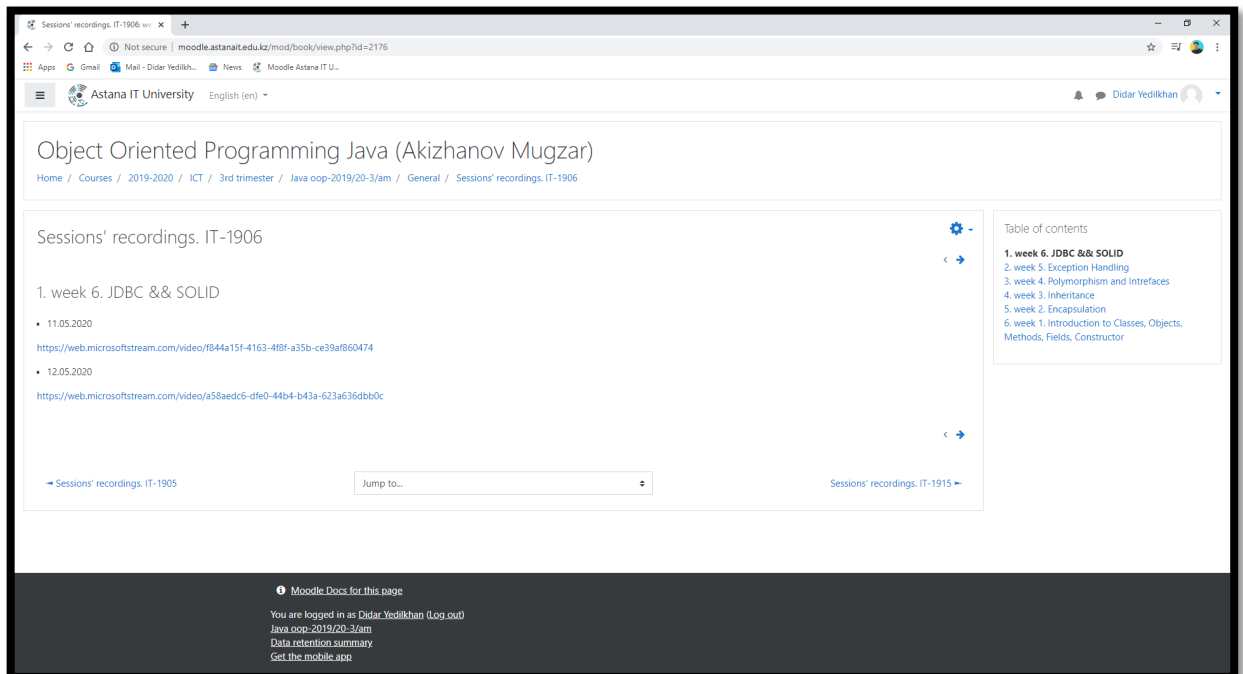 Sessions' recordings. IT-1906: we
Not secure | moodle.astanait.edu.kz/mod/book/view.php?id=2176
Apps Gmail Mail - Didar Yedilkh... News Moodle Astana IT U...
Astana IT University English (en)
Didar Yedilkhan
Object Oriented Programming Java (Akizhanov Mugzar)
Home / Courses / 2019-2020 / ICT / 3rd trimester / Java oop-2019/20-3/am / General / Sessions' recordings. IT-1906
Sessions' recordings. IT-1906
1. week 6. JDBC && SOLID
• 11.05.2020
https://web.microsoftstream.com/video/f844a15f-4163-4f8f-a35b-ce39af860474
• 12.05.2020
https://web.microsoftstream.com/video/a58aedc6-dfe0-44b4-b43a-623a636dbb0c
◄ Sessions' recordings. IT-1905
Jump to...
Sessions' recordings. IT-1915 ►
Table of contents
1. week 6. JDBC && SOLID
2. week 5. Exception Handling
3. week 4. Polymorphism and Intrefaces
4. week 3. Inheritance
5. week 2. Encapsulation
6. week 1. Introduction to Classes, Objects,
Methods, Fields, Constructor
Moodle Docs for this page
You are logged in as Didar Yedilkhan (Log out)
Java oop-2019/20-3/am
Data retention summary
Get the mobile app